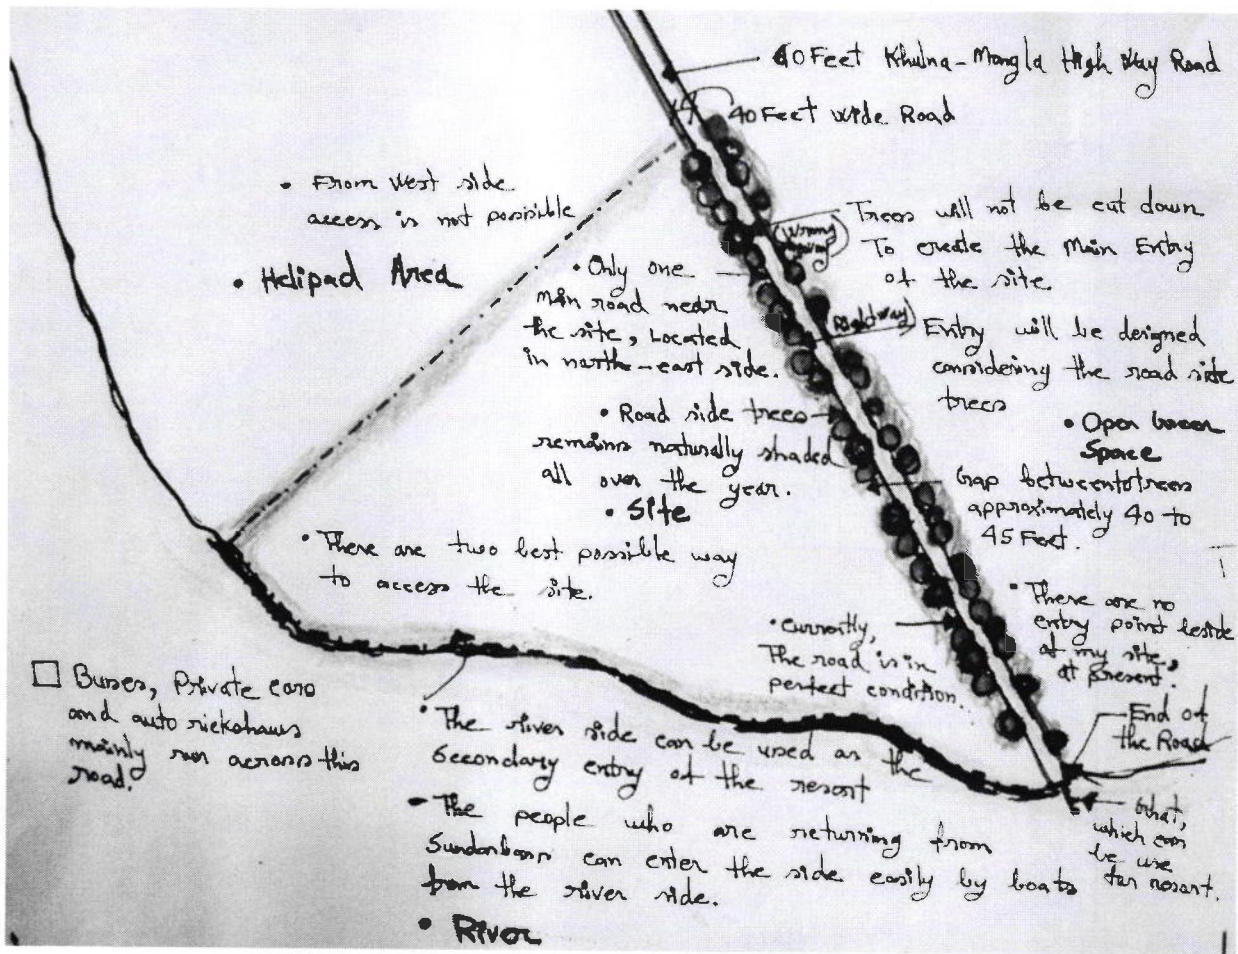 40 Feet Khulna-Mongla High Way Road
40 Feet wide Road
• From West side
access is not possible
• Helipad Area
Trees will not be cut down
To create the Main Entry
of the site.
(Wrong way)
• Only one
main road near
the site, Located
in north-east side.
Right way
Entry will be designed
considering the road side
trees
• Road side trees
remains naturally shaded
all over the year.
• Open Green
Space
Gap between trees
approximately 40 to
45 Feet.
• Site
• There are two best possible way
to access the site.
• There are no
entry point beside
at my site,
at present.
• Currently,
The road is in
perfect condition.
Buses, Private cars
and auto rickshaws
mainly run across this
road.
End of
the Road
• The river side can be used as the
Secondary entry of the resort
Ghat,
which can
be use
for resort.
• The people who are returning from
Sundarbans can enter the side easily by boats
from the river side.
• River